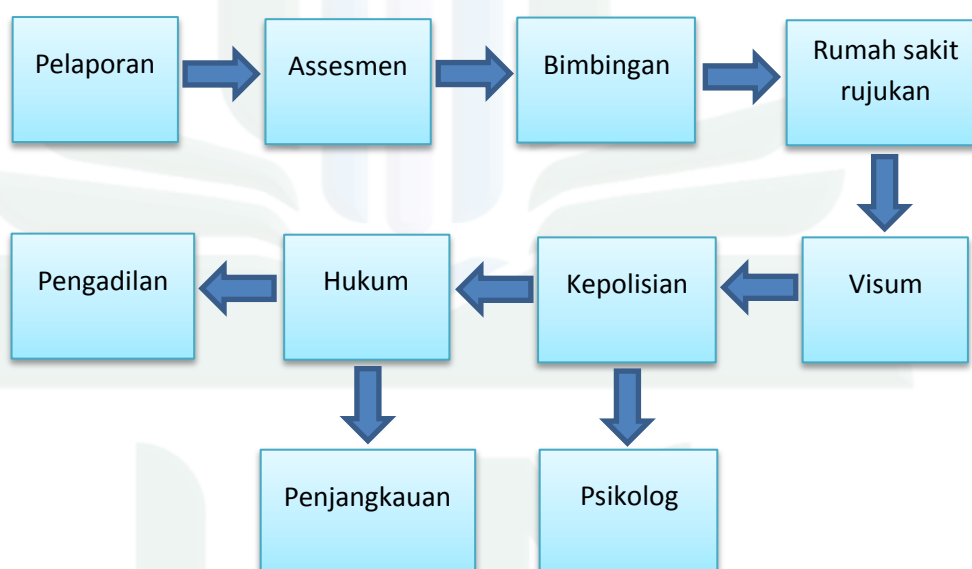 Pelaporan
Assesmen
Bimbingan
Rumah sakit
rujukan
Pengadilan
Hukum
Kepolisian
Visum
Penjangkauan
Psikolog